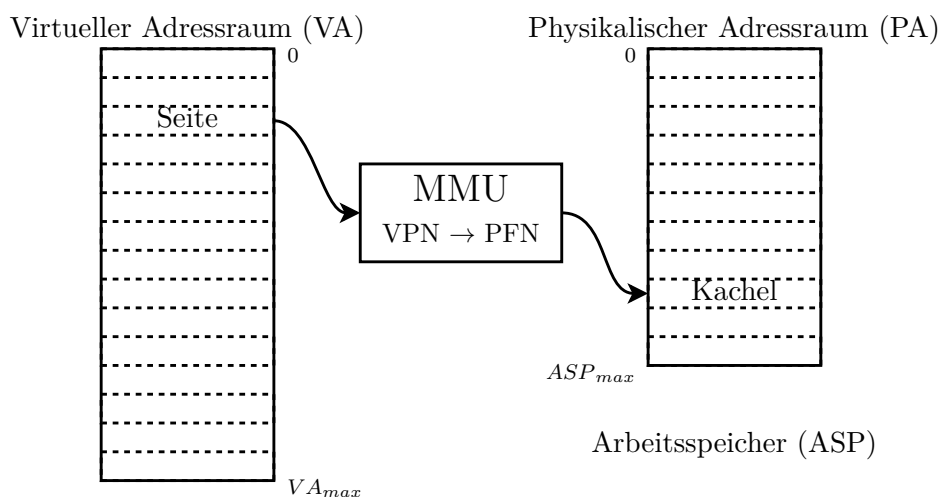 Virtueller Adressraum (VA)
Physikalischer Adressraum (PA)
0
0
Seite
MMU
VPN → PFN
Kachel
ASP_max
Arbeitsspeicher (ASP)
VA_max